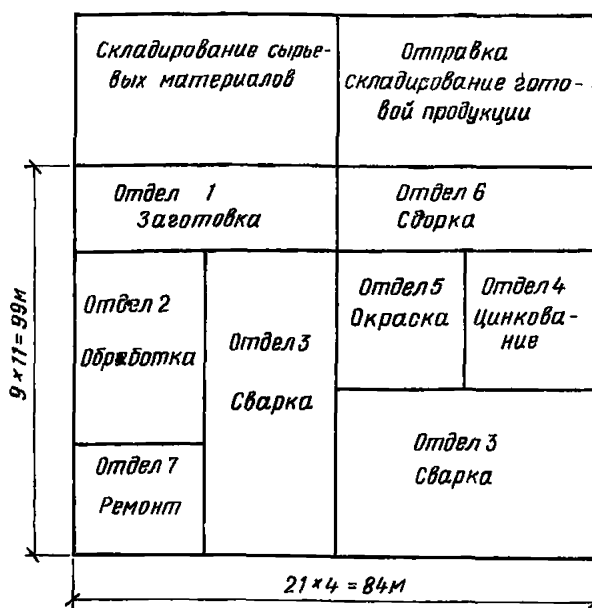 Складирование сырье-
вых материалов
Отправка
складирование гото-
вой продукции
Отдел 1
Заготовка
Отдел 6
Сборка
Отдел 2
Обработка
Отдел 3
Сварка
Отдел 5
Окраска
Отдел 4
Цинкова-
ние
Отдел 7
Ремонт
Отдел 3
Сварка
9×11=99м
21×4=84м